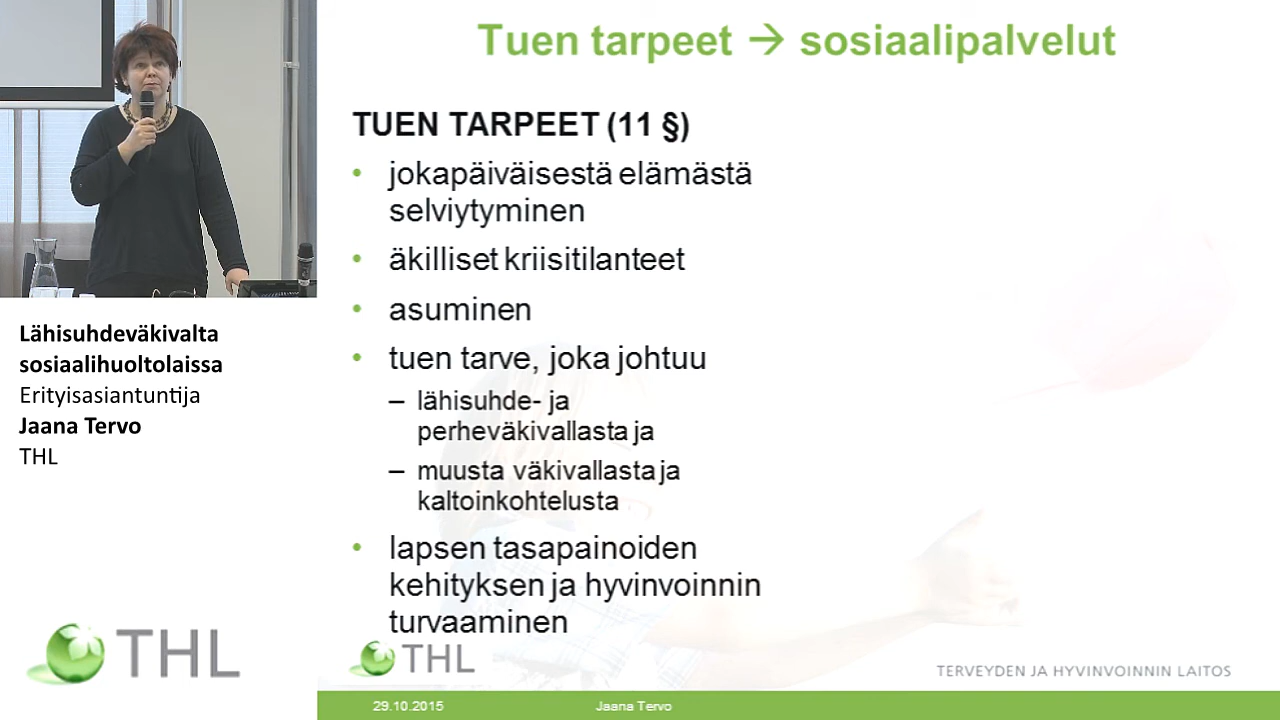 Tuen tarpeet → sosiaalipalvelut
TUEN TARPEET (11 §)
• jokapäiväisestä elämästä
selviytyminen
• äkilliset kriisitilanteet
• asuminen
• tuen tarve, joka johtuu
– lähisuhde- ja
perheväkivallasta ja
– muusta väkivallasta ja
kaltoinkohtelusta
• lapsen tasapainoiden
kehityksen ja hyvinvoinnin
turvaaminen
THL
TERVEYDEN JA HYVINVOINNIN LAITOS
29.10.2015 Jaana Tervo
Lähisuhdeväkivalta
sosiaalihuoltolaissa
Erityisasiantuntija
Jaana Tervo
THL
THL